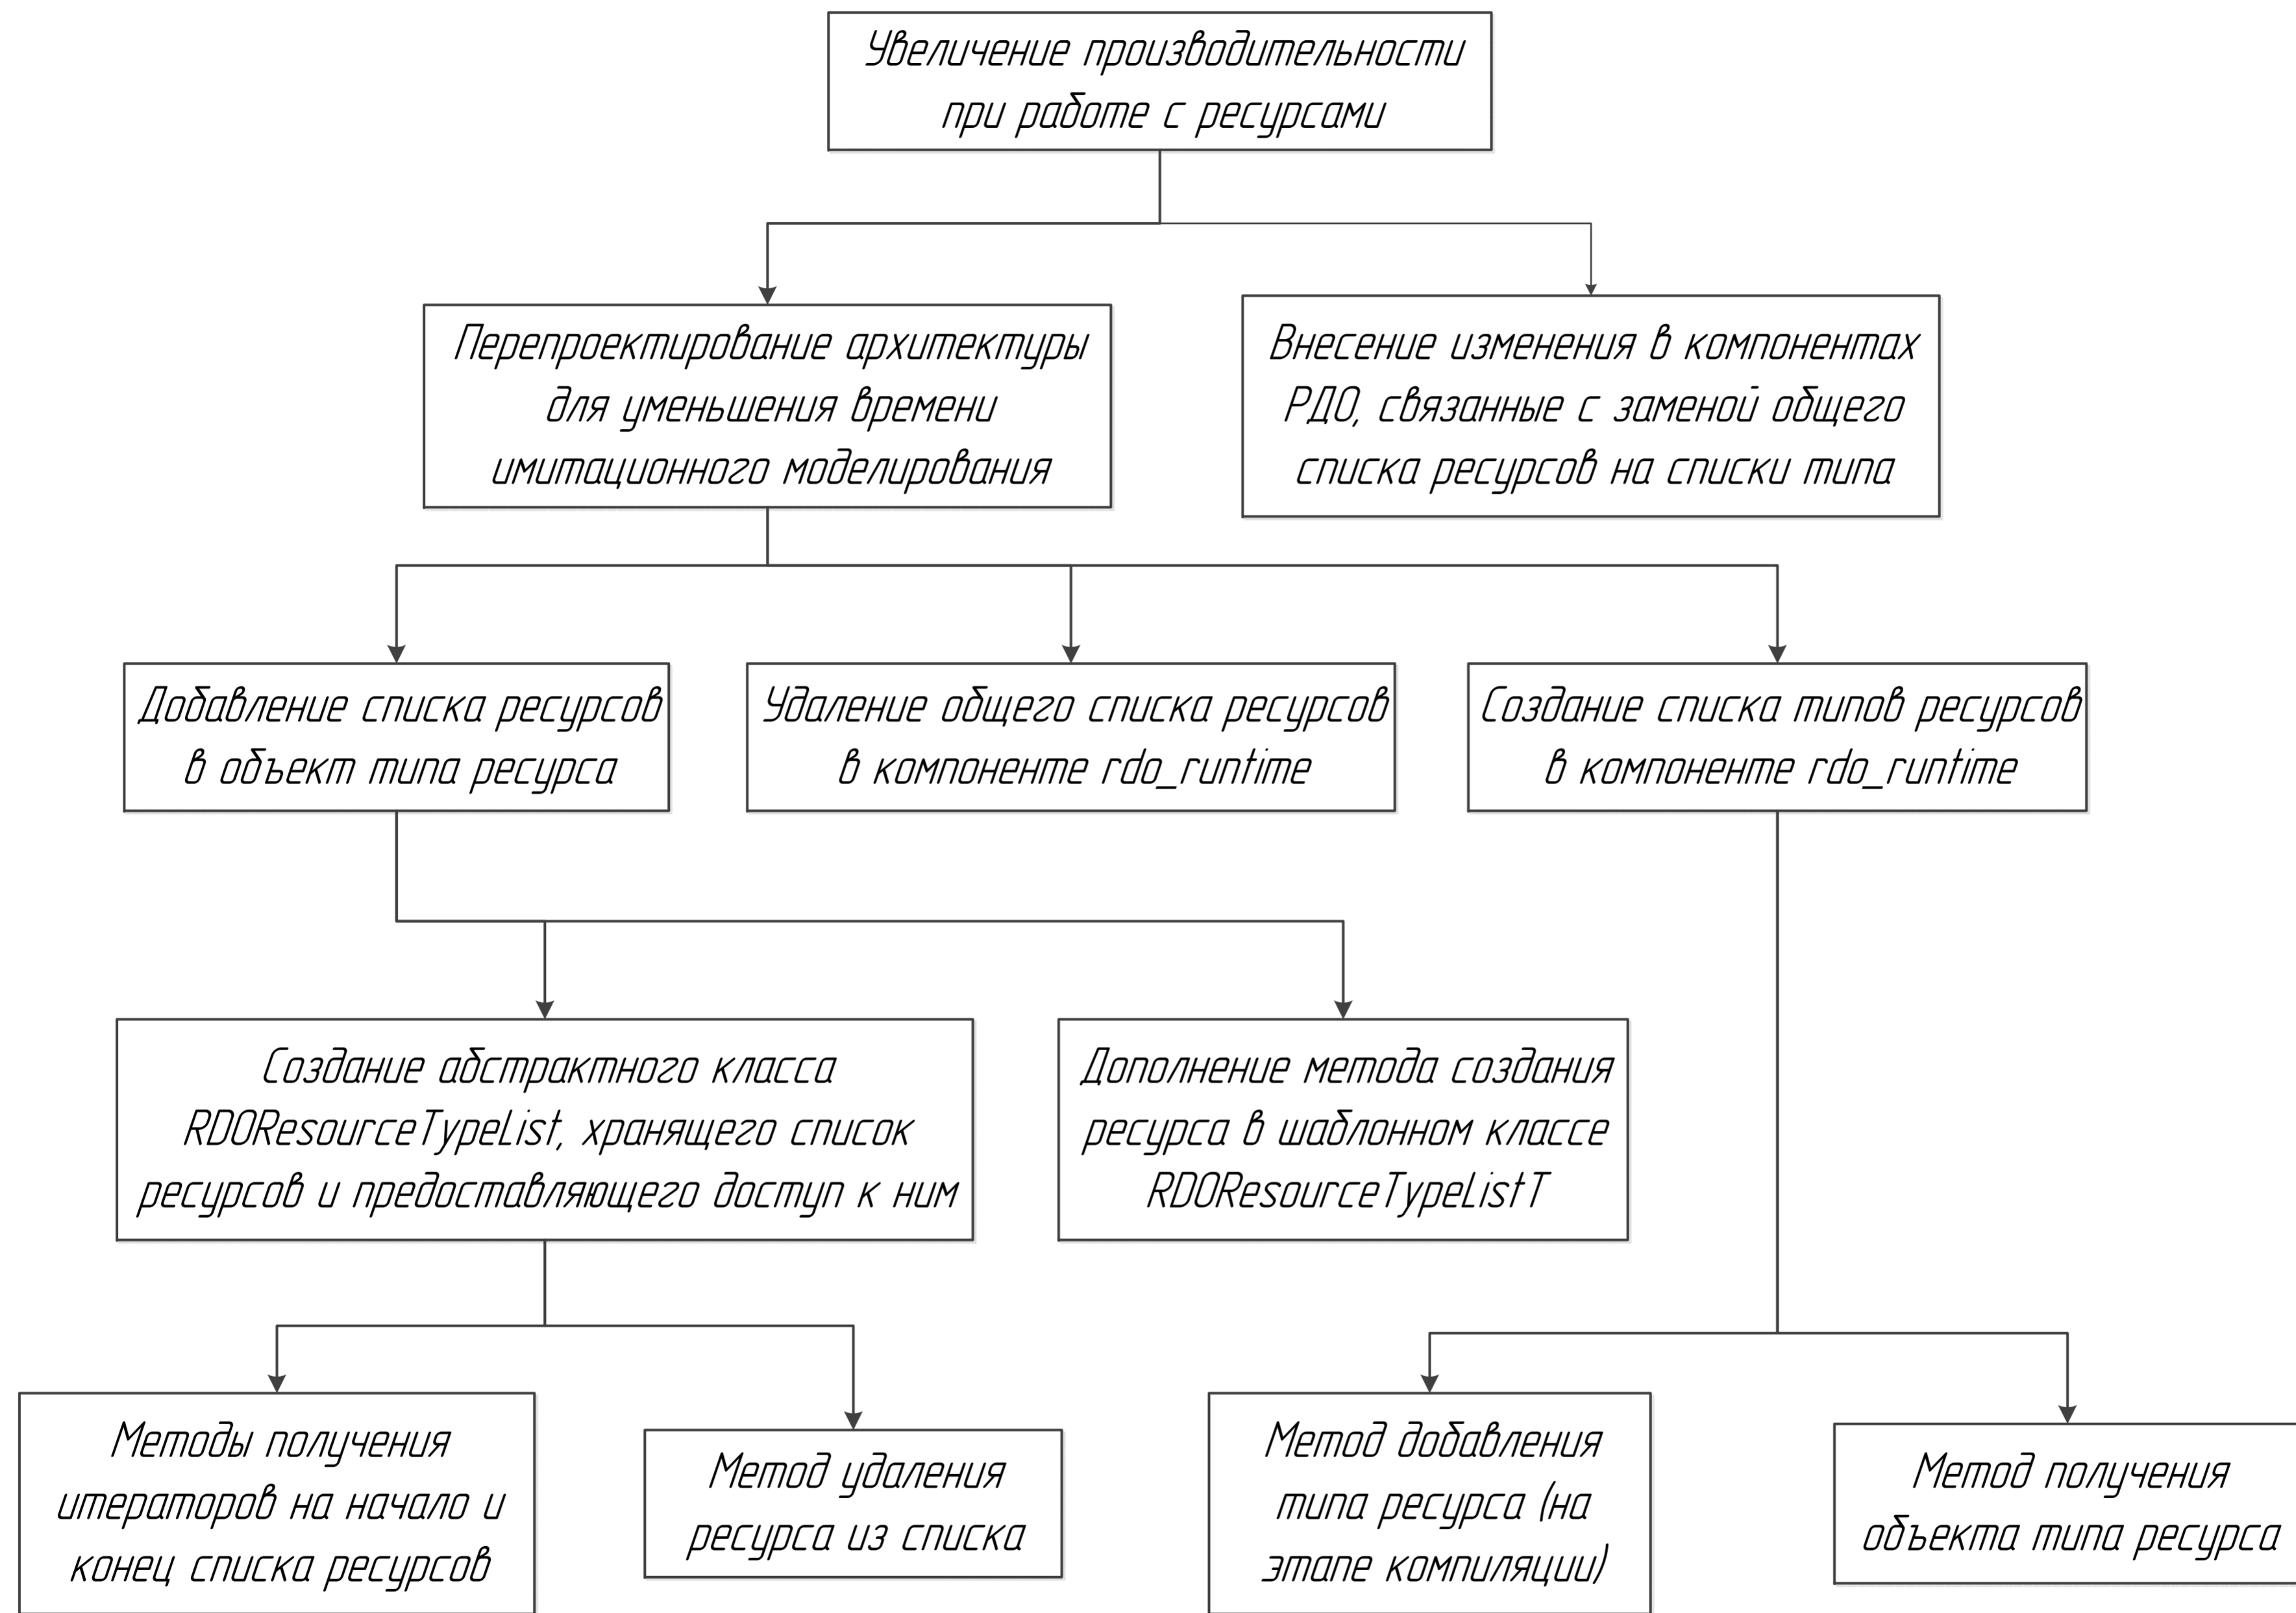 Увеличение производительности
при работе с ресурсами
Перепроектирование архитектуры
для уменьшения времени
имитационного моделирования
Внесение изменения в компонентах
РДО, связанные с заменой общего
списка ресурсов на списки типа
Добавление списка ресурсов
в объект типа ресурса
Удаление общего списка ресурсов
в компоненте rdo_runtime
Создание списка типов ресурсов
в компоненте rdo_runtime
Создание абстрактного класса
RDOResourceTypeList, хранящего список
ресурсов и предоставляющего доступ к ним
Дополнение метода создания
ресурса в шаблонном классе
RDOResourceTypeListT
Методы получения
итераторов на начало и
конец списка ресурсов
Метод удаления
ресурса из списка
Метод добавления
типа ресурса (на
этапе компиляции)
Метод получения
объекта типа ресурса